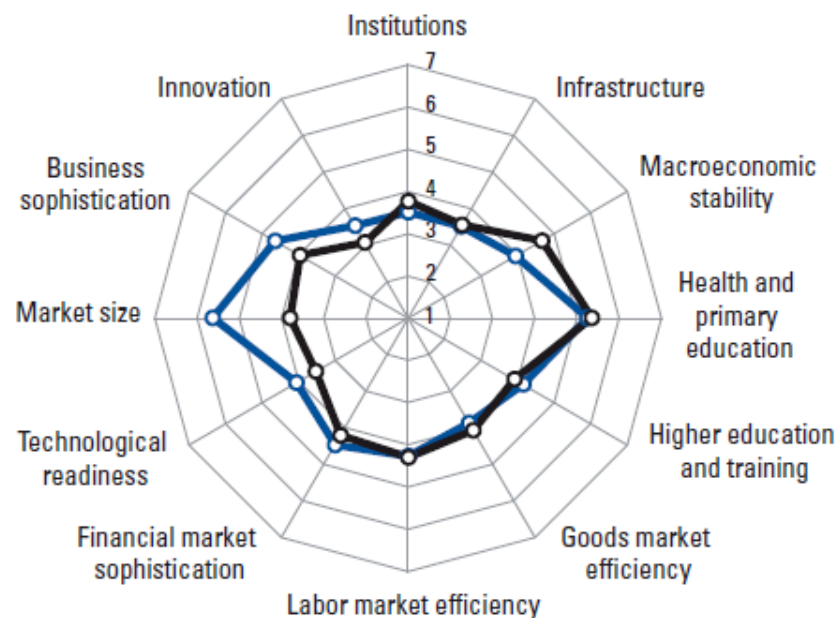 Institutions
7
6
5
4
3
2
1
Infrastructure
Macroeconomic
stability
Health and
primary
education
Higher education
and training
Goods market
efficiency
Labor market efficiency
Financial market
sophistication
Technological
readiness
Market size
Business
sophistication
Innovation